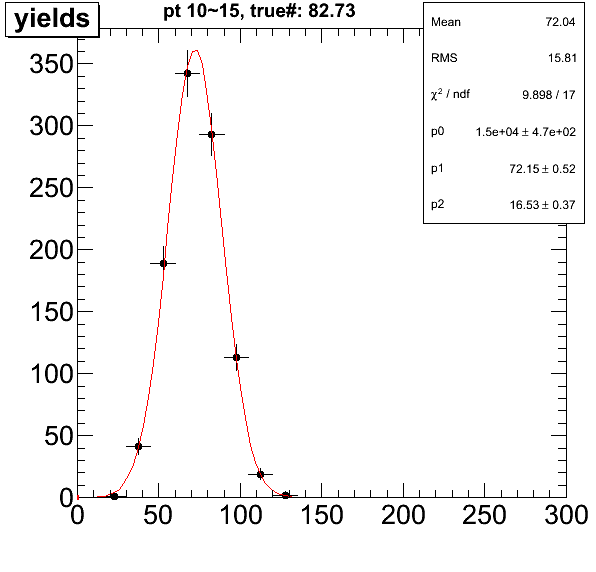 yields
pt 10~15, true#: 82.73
Mean 72.04
RMS 15.81
χ² / ndf 9.898 / 17
p0 1.5e+04 ± 4.7e+02
p1 72.15 ± 0.52
p2 16.53 ± 0.37
350
300
250
200
150
100
50
0
0 50 100 150 200 250 300